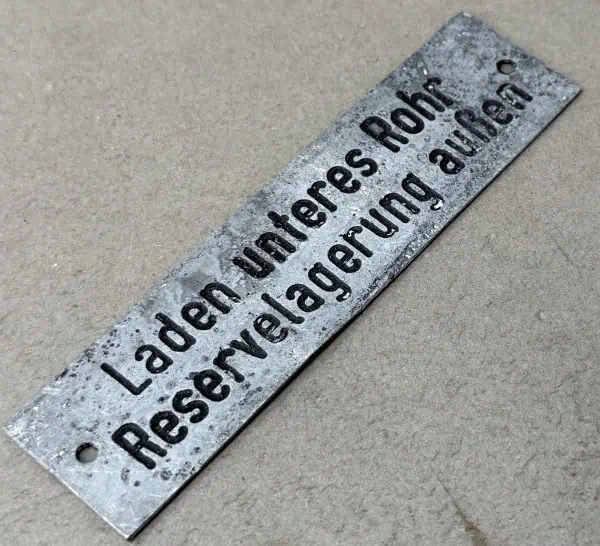 Laden unteres Rohr
Reservelagerung außen